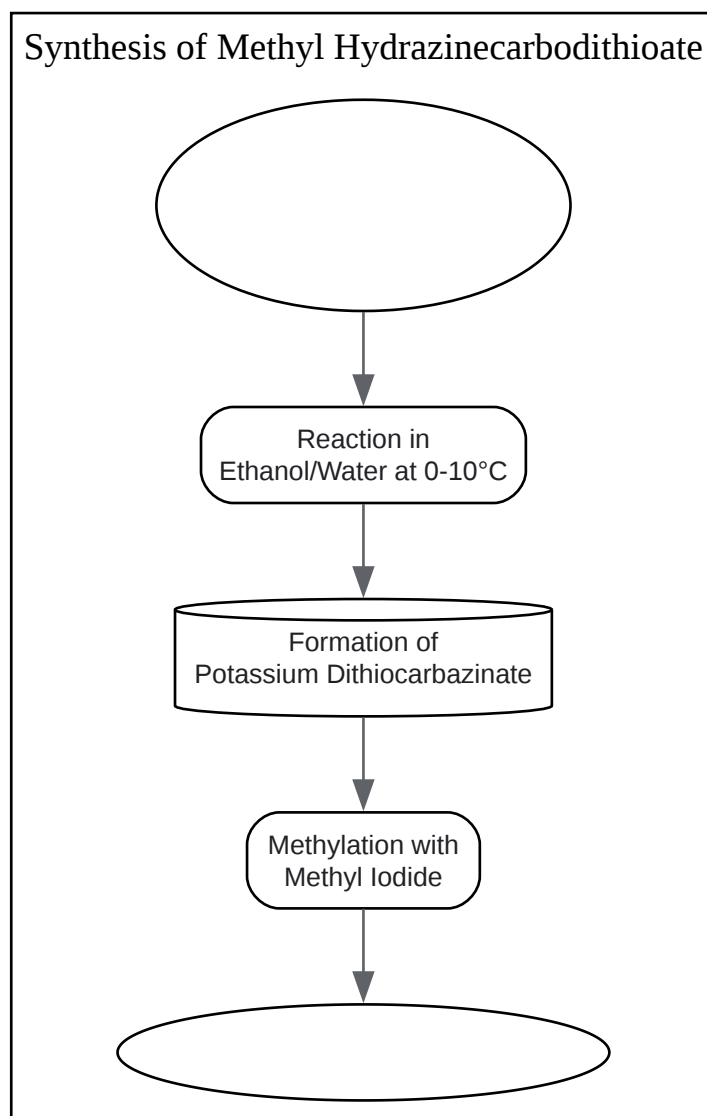 Synthesis of Methyl Hydrazinecarbodithioate
Reaction in
Ethanol/Water at 0-10°C
Formation of
Potassium Dithiocarbazinate
Methylation with
Methyl Iodide